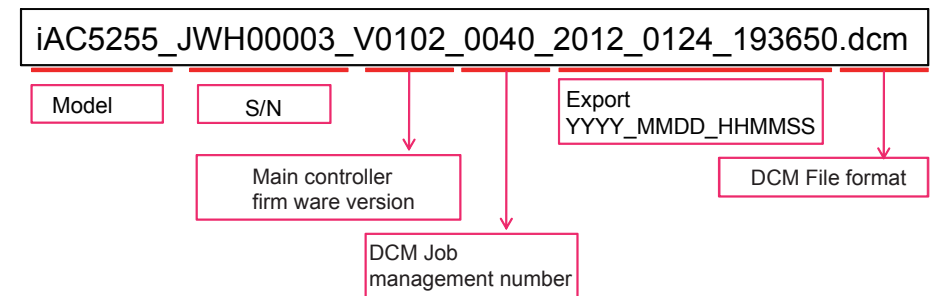 iAC5255_JWH00003_V0102_0040_2012_0124_193650.dcm
Model
S/N
Export
YYYY_MMDD_HHMMSS
Main controller
firm ware version
DCM File format
DCM Job
management number